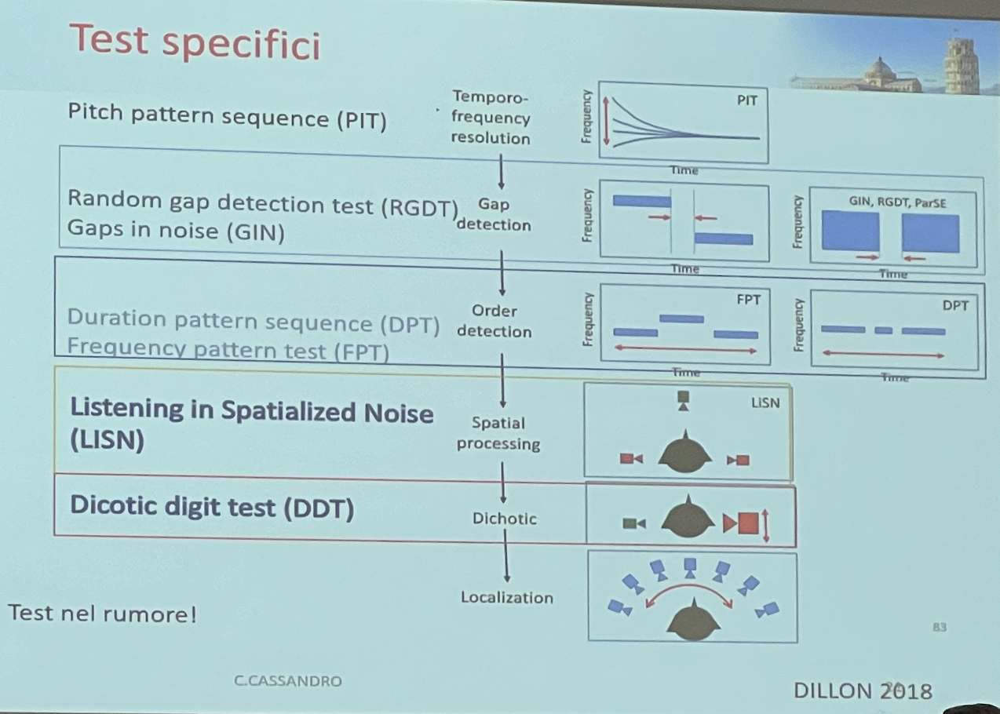 Test specifici
Pitch pattern sequence (PIT)
Temporo-
frequency
resolution
Frequency
PIT
Time
Random gap detection test (RGDT)
Gaps in noise (GIN)
Gap
detection
Frequency
Time
Frequency
GIN, RGDT, ParSE
Time
Duration pattern sequence (DPT)
Frequency pattern test (FPT)
Order
detection
Frequency
FPT
Time
Frequency
DPT
Time
Listening in Spatialized Noise
(LISN)
Spatial
processing
LiSN
Dicotic digit test (DDT)
Dichotic
Localization
Test nel rumore!
83
C.CASSANDRO
DILLON 2018